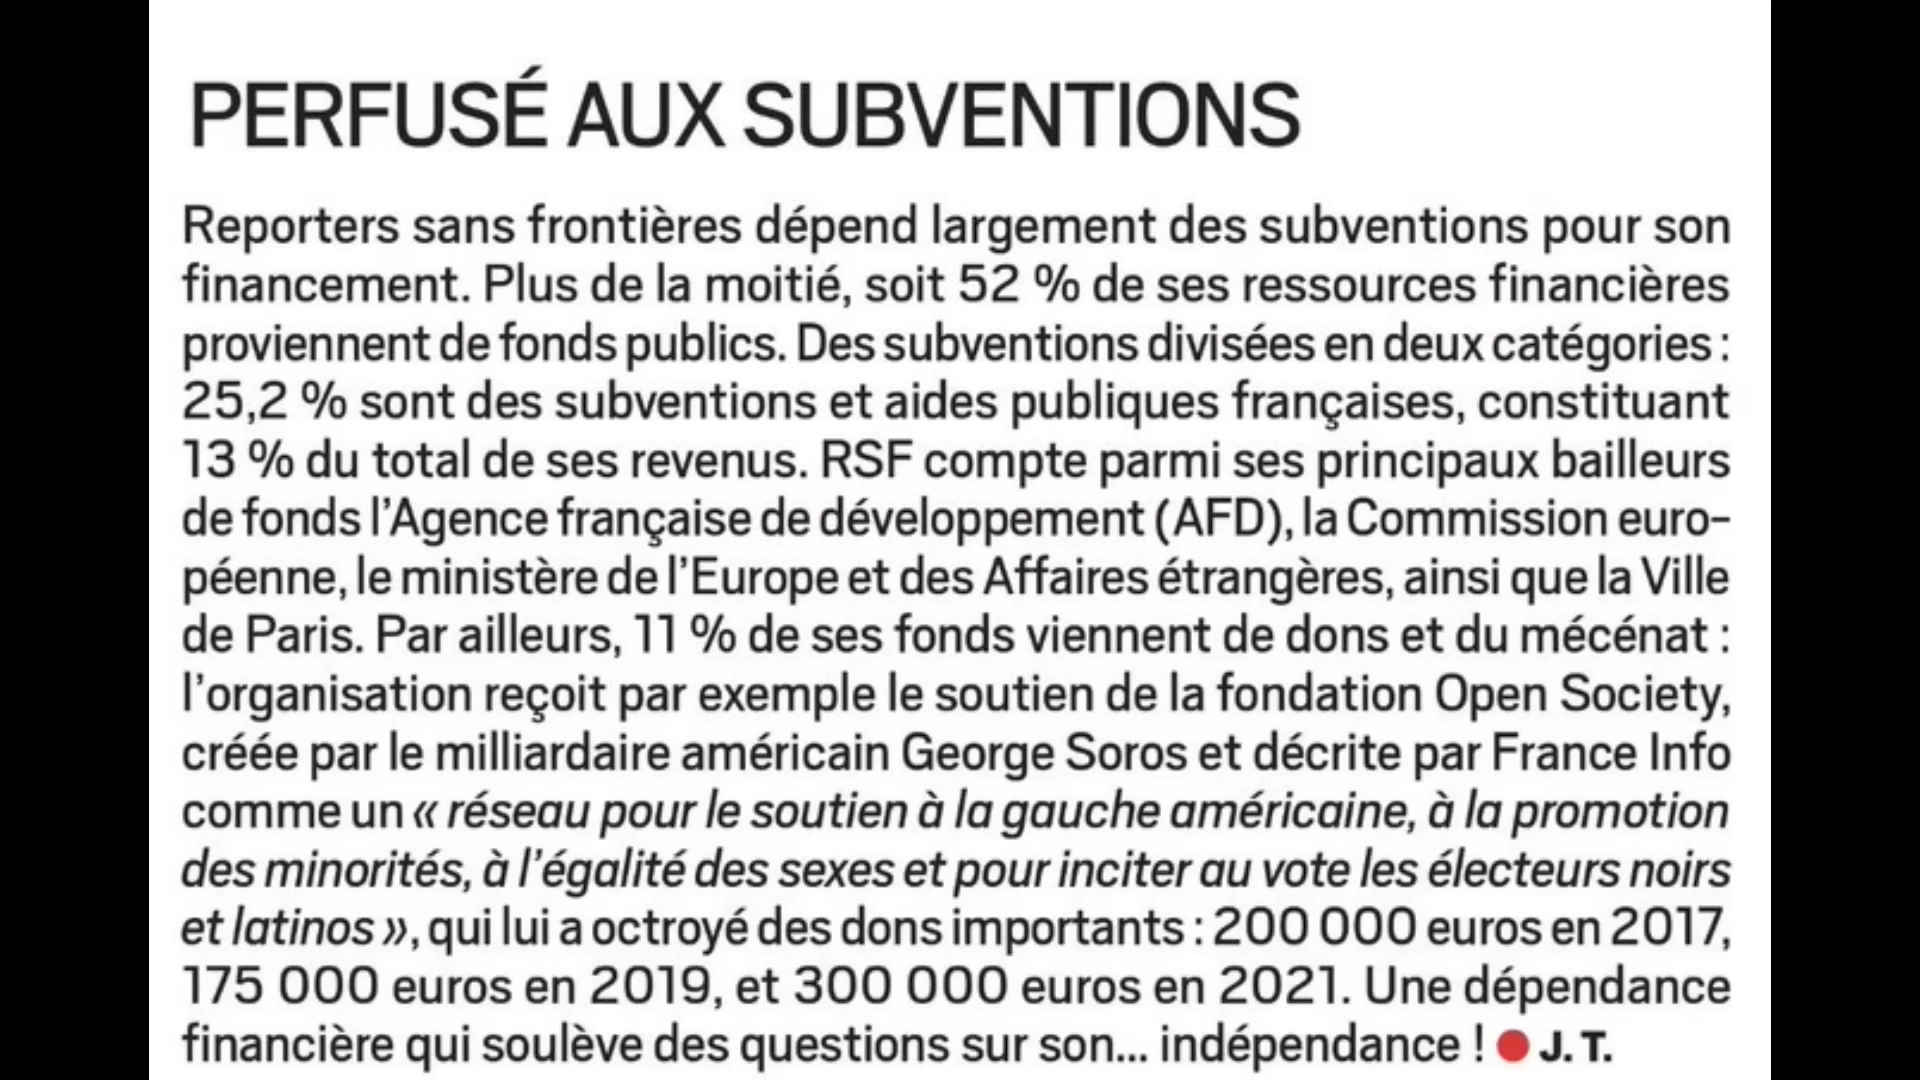 PERFUSÉ AUX SUBVENTIONS
Reporters sans frontières dépend largement des subventions pour son
financement. Plus de la moitié, soit 52 % de ses ressources financières
proviennent de fonds publics. Des subventions divisées en deux catégories :
25,2 % sont des subventions et aides publiques françaises, constituant
13 % du total de ses revenus. RSF compte parmi ses principaux bailleurs
de fonds l'Agence française de développement (AFD), la Commission euro-
péenne, le ministère de l'Europe et des Affaires étrangères, ainsi que la Ville
de Paris. Par ailleurs, 11 % de ses fonds viennent de dons et du mécénat :
l'organisation reçoit par exemple le soutien de la fondation Open Society,
créée par le milliardaire américain George Soros et décrite par France Info
comme un « réseau pour le soutien à la gauche américaine, à la promotion
des minorités, à l'égalité des sexes et pour inciter au vote les électeurs noirs
et latinos », qui lui a octroyé des dons importants : 200 000 euros en 2017,
175 000 euros en 2019, et 300 000 euros en 2021. Une dépendance
financière qui soulève des questions sur son... indépendance ! ● J. T.